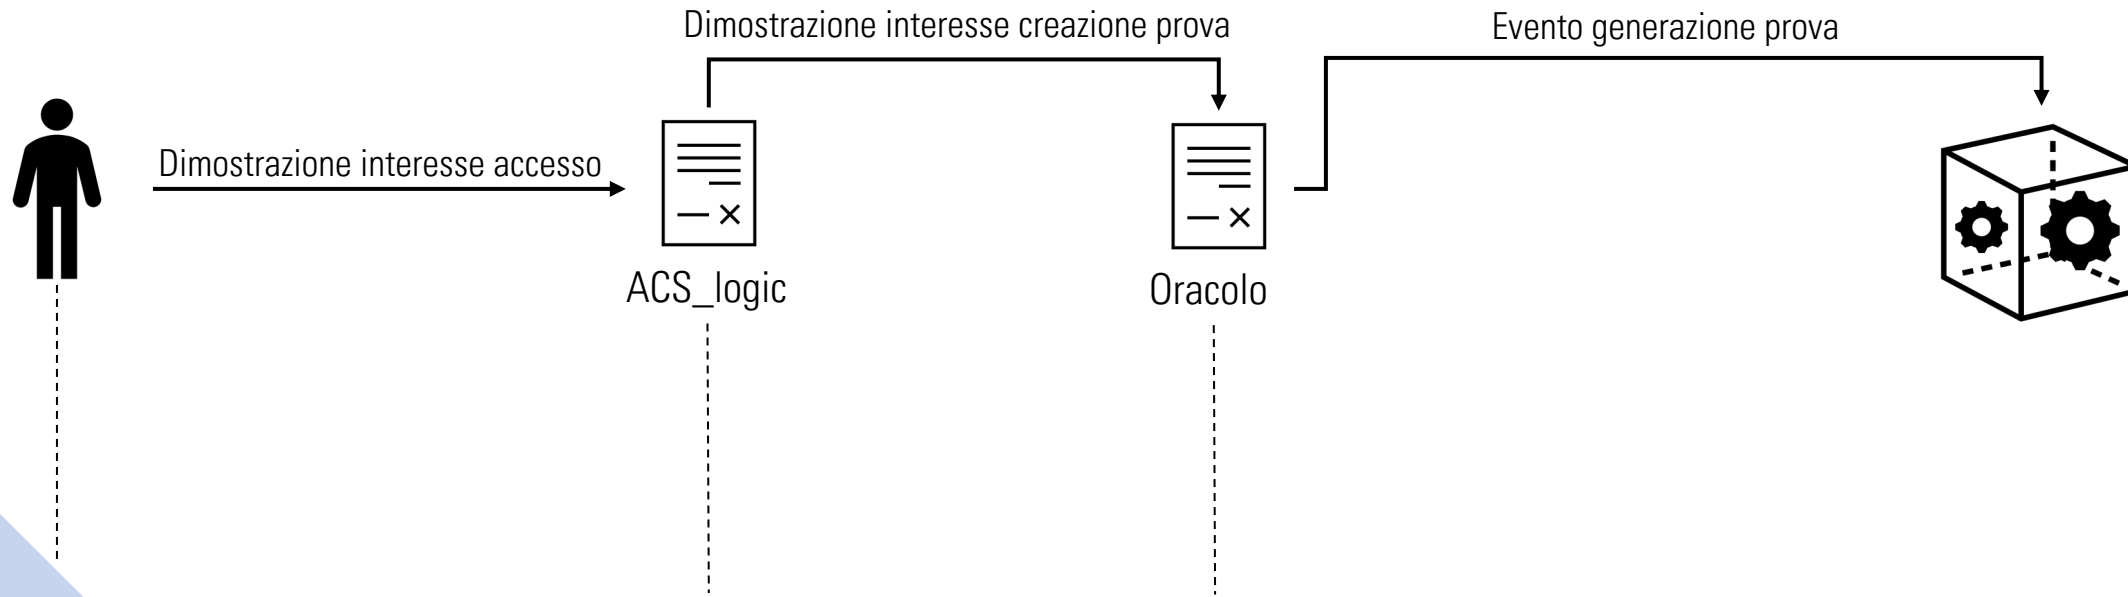 Dimostrazione interesse creazione prova
Evento generazione prova
Dimostrazione interesse accesso
ACS_logic
Oracolo